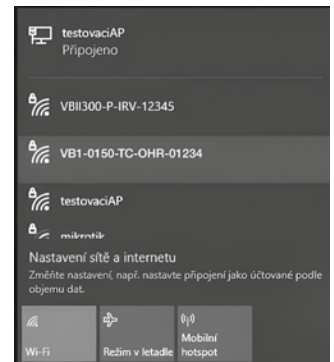 testovaciAP
Připojeno
VBII300-P-IRV-12345
VB1-0150-TC-OHR-01234
testovaciAP
mikrotik
Nastavení sítě a internetu
Změňte nastavení, např. nastavte připojení jako účtované podle
objemu dat.
Wi-Fi
Režim v letadle
Mobilní
hotspot